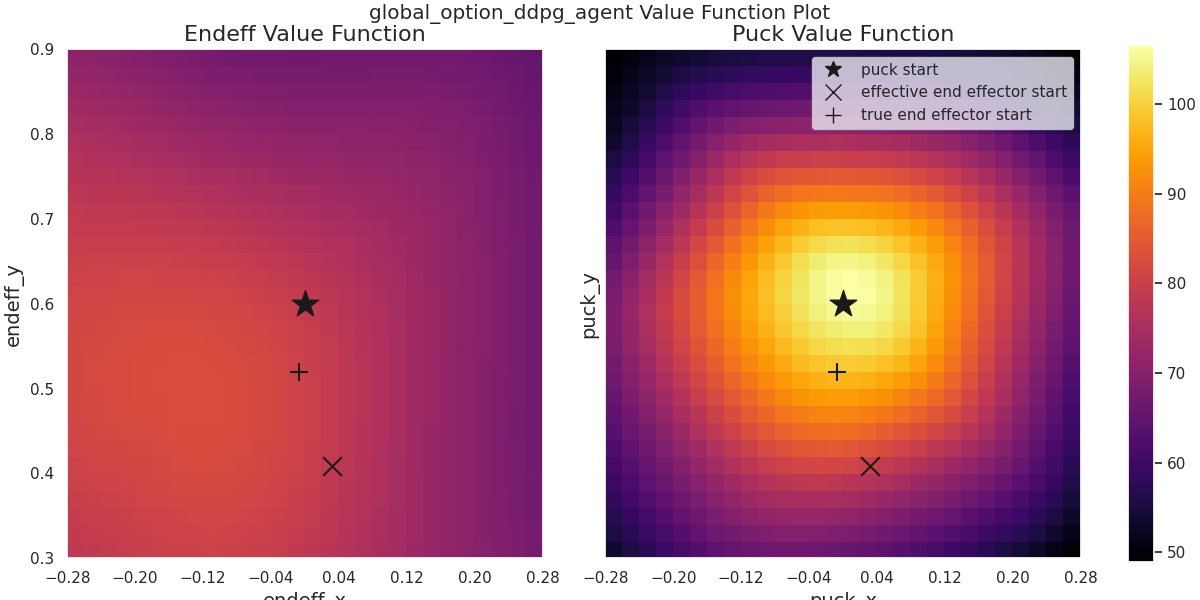 global_option_ddpg_agent Value Function Plot
Endeff Value Function
Puck Value Function
puck start
effective end effector start
true end effector start
endeff_y
0.9
0.8
0.7
0.6
0.5
0.4
0.3
−0.28 −0.20 −0.12 −0.04 0.04 0.12 0.20 0.28
endeff_x
puck_y
−0.28 −0.20 −0.12 −0.04 0.04 0.12 0.20 0.28
puck_x
100
90
80
70
60
50